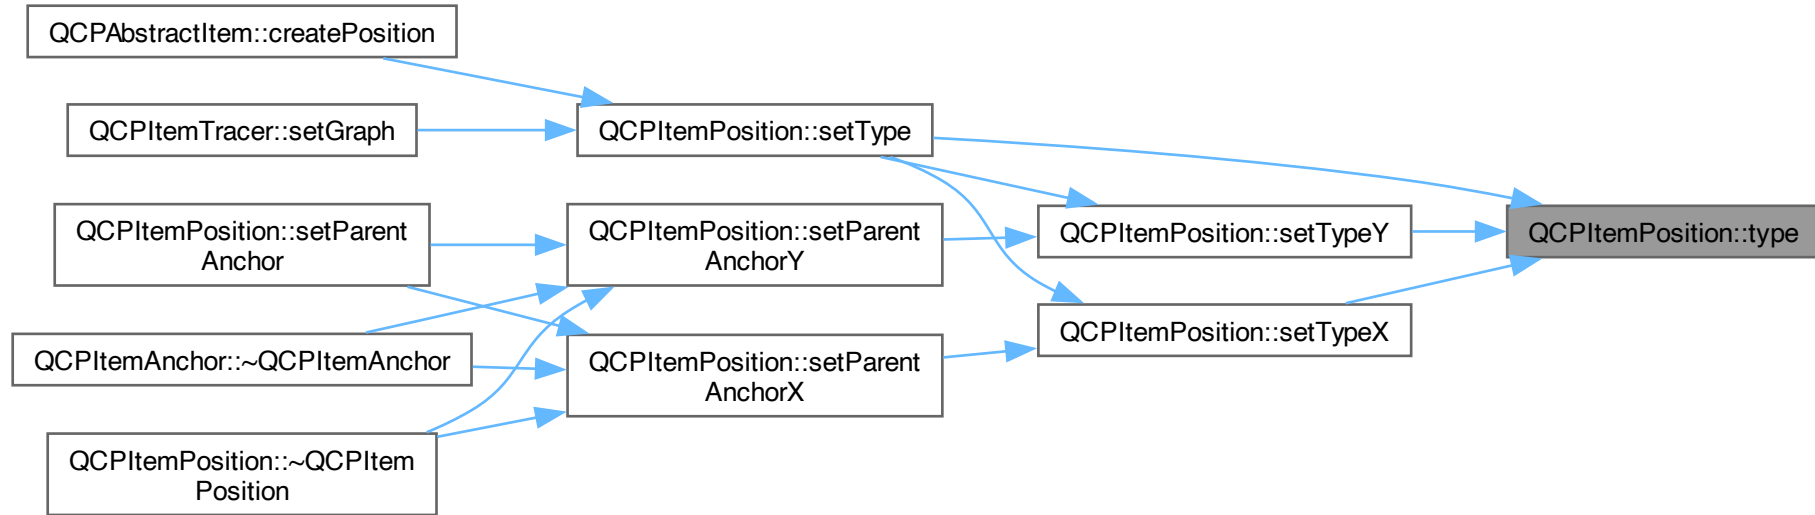 QCPAbstractItem::createPosition
QCPItemTracer::setGraph
QCPItemPosition::setParent
Anchor
QCPItemAnchor::~QCPItemAnchor
QCPItemPosition::~QCPItem
Position
QCPItemPosition::setType
QCPItemPosition::setParent
AnchorY
QCPItemPosition::setParent
AnchorX
QCPItemPosition::setTypeY
QCPItemPosition::setTypeX
QCPItemPosition::type